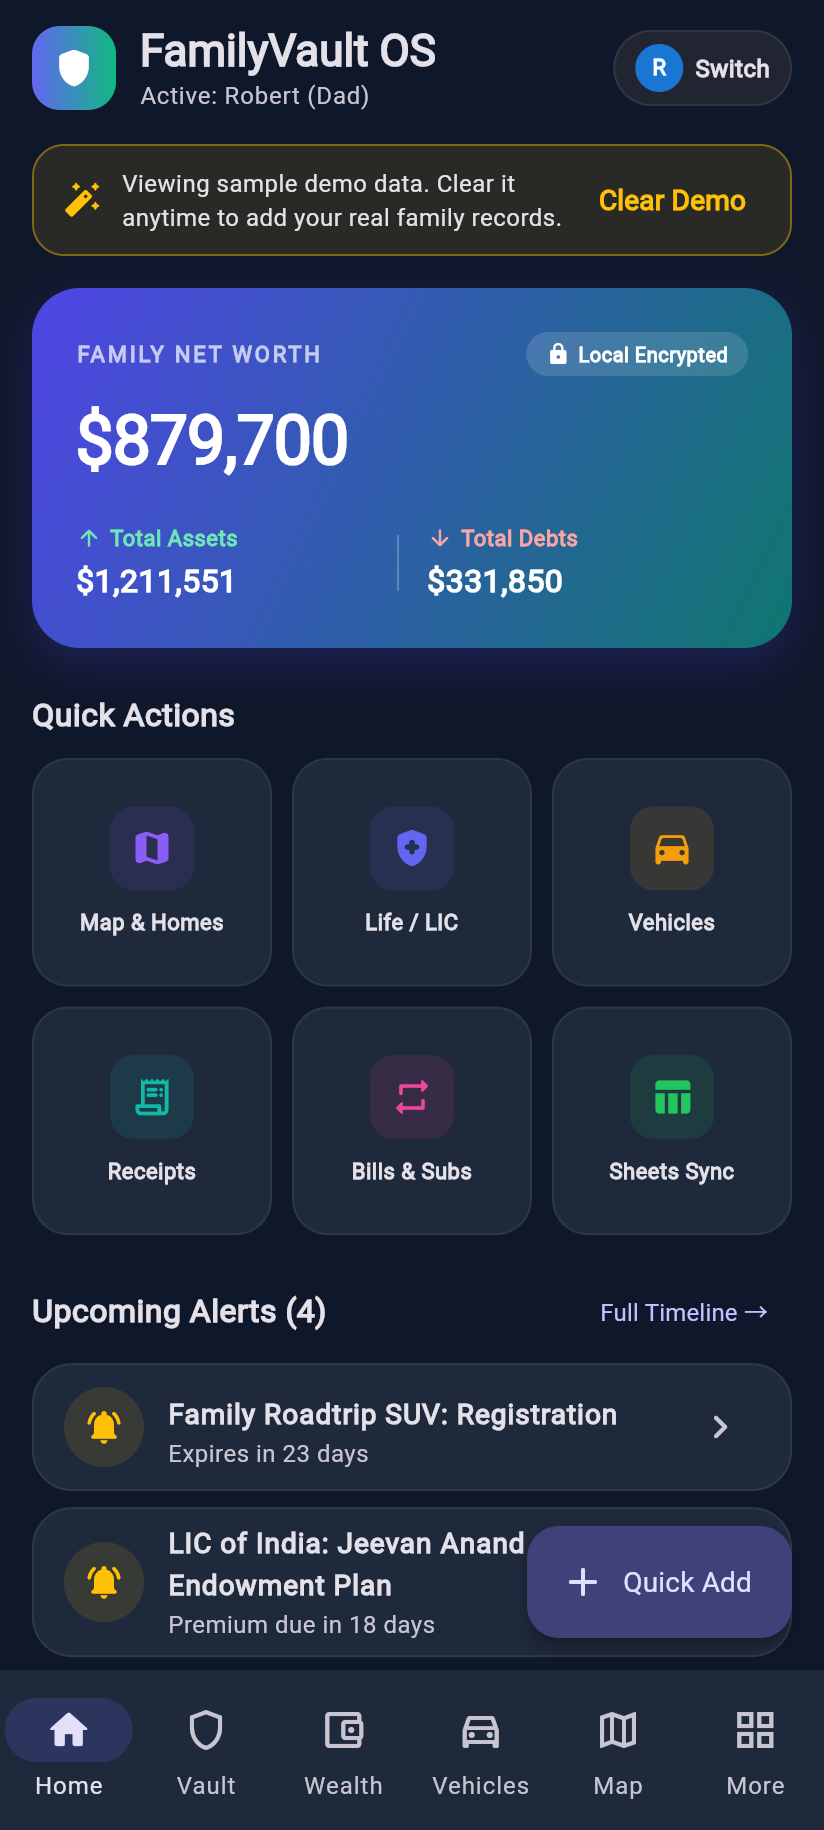 FamilyVault OS
Active: Robert (Dad)
R
Switch
Viewing sample demo data. Clear it
anytime to add your real family records.
Clear Demo
FAMILY NET WORTH
Local Encrypted
$879,700
Total Assets
$1,211,551
Total Debts
$331,850
Quick Actions
Map & Homes
Life / LIC
Vehicles
Receipts
Bills & Subs
Sheets Sync
Upcoming Alerts (4)
Full Timeline →
Family Roadtrip SUV: Registration
Expires in 23 days
LIC of India: Jeevan Anand
Endowment Plan
Premium due in 18 days
Quick Add
Home
Vault
Wealth
Vehicles
Map
More